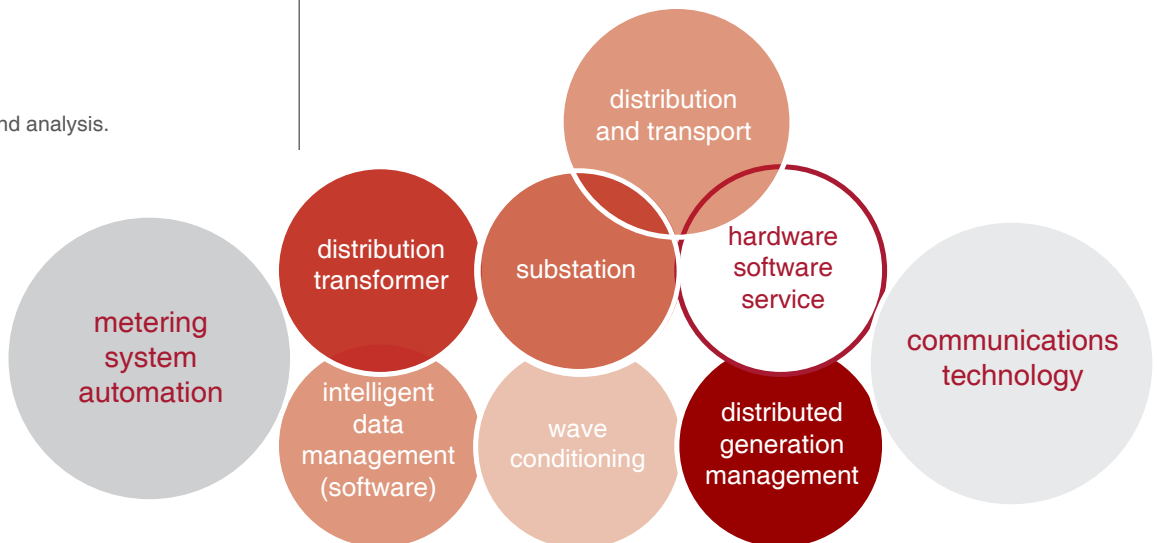 nd analysis.
distribution
and transport
distribution
transformer
substation
hardware
software
service
metering
system
automation
communications
technology
intelligent
data
management
(software)
wave
conditioning
distributed
generation
management